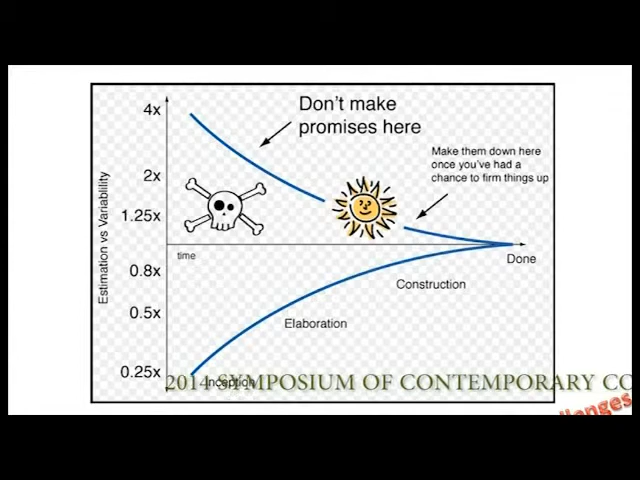 4x
Don't make
promises here
Make them down here
once you've had a
chance to firm things up
2x
1.25x
Estimation vs Variability
time
Done
0.8x
Construction
0.5x
Elaboration
0.25x
Inception
2014 SYMPOSIUM OF CONTEMPORARY CO
llenges